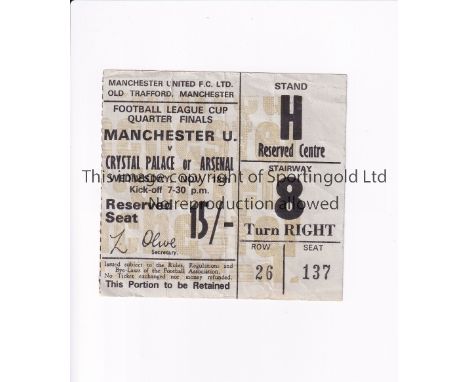 MANCHESTER UNITED F.C. LTD.
OLD TRAFFORD, MANCHESTER
FOOTBALL LEAGUE CUP
QUARTER FINALS
MANCHESTER U.
v
CRYSTAL PALACE or ARSENAL
WEDNESDAY, NOV.
Kick-off 7-30 p.m.
Reserved
Seat
15/-
L Olive
Secretary.
Issued subject to the Rules, Regulations and
Bye-Laws of the Football Association.
No Ticket exchanged nor money refunded.
This Portion to be Retained
STAND
H
Reserved Centre
STAIRWAY
8
Turn RIGHT
ROW SEAT
26 137
This image is copyright of Sportingold Ltd
No reproduction allowed